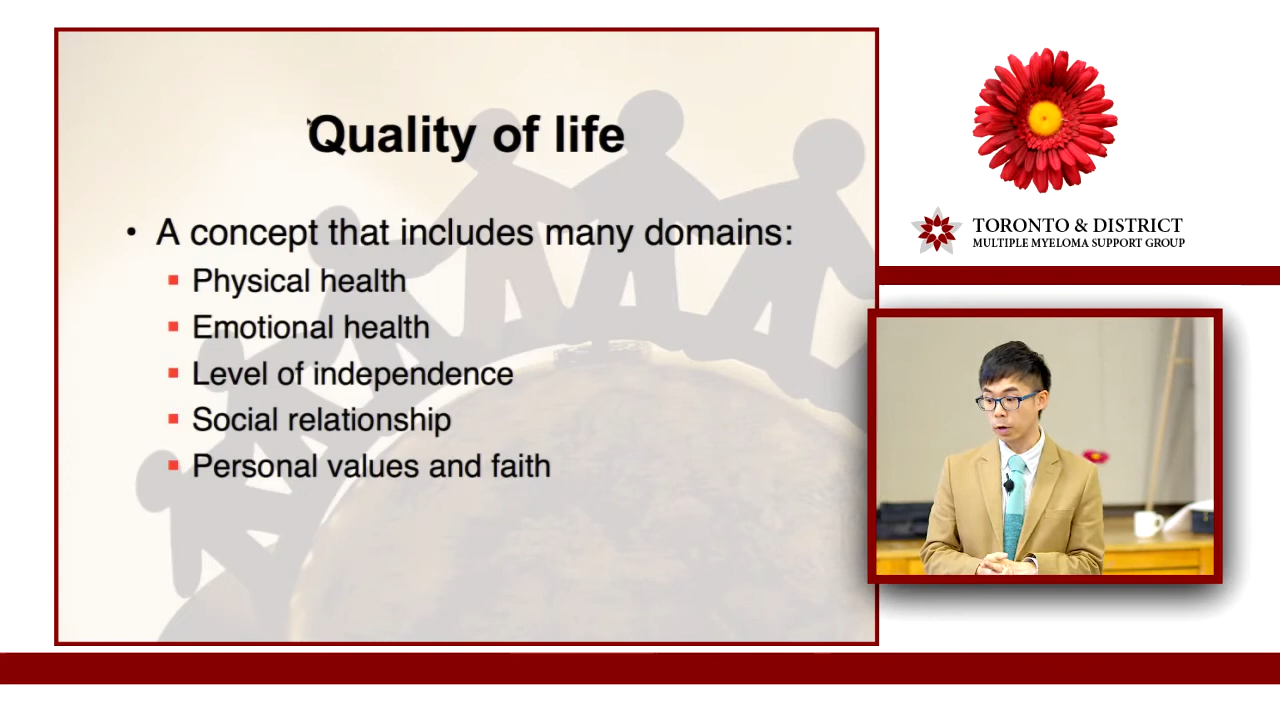 Quality of life
• A concept that includes many domains:
▪ Physical health
▪ Emotional health
▪ Level of independence
▪ Social relationship
▪ Personal values and faith
TORONTO & DISTRICT
MULTIPLE MYELOMA SUPPORT GROUP